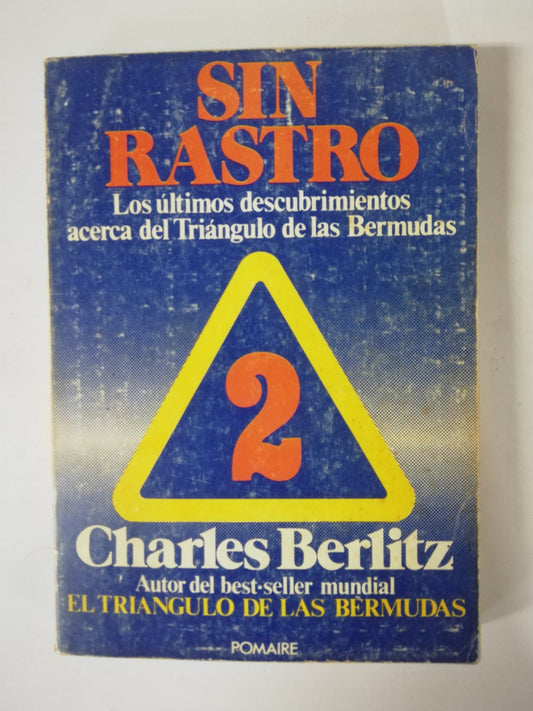 SIN
RASTRO
Los últimos descubrimientos
acerca del Triángulo de las Bermudas
2
Charles Berlitz
Autor del best-seller mundial
EL TRIANGULO DE LAS BERMUDAS
POMAIRE